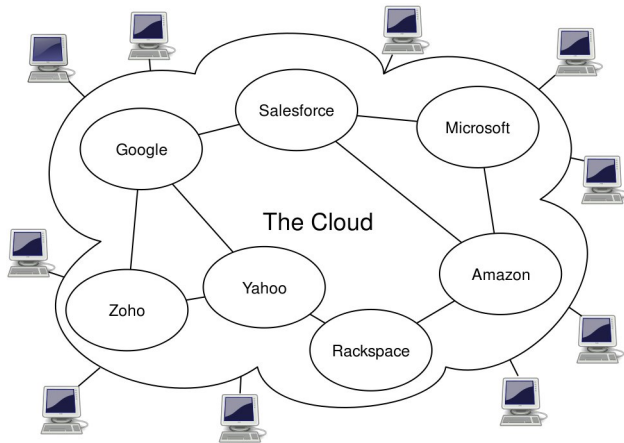 Salesforce
Microsoft
Google
The Cloud
Amazon
Yahoo
Zoho
Rackspace